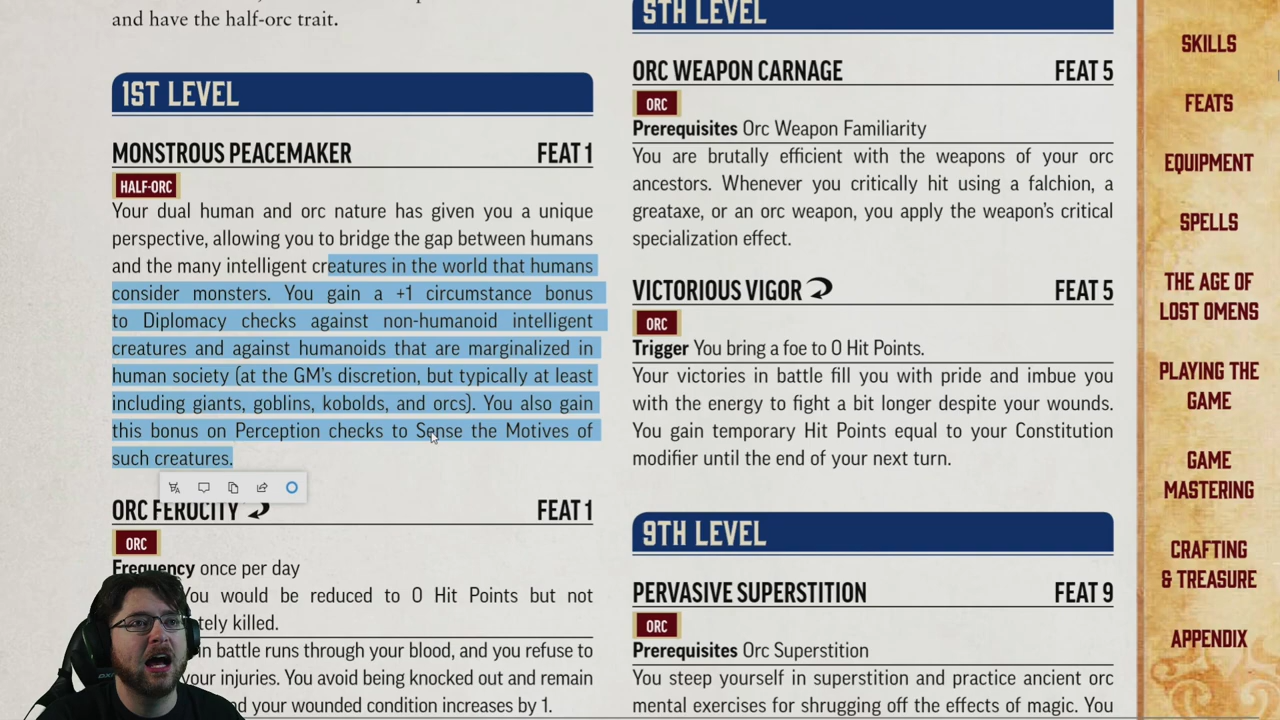 and have the half-orc trait.
1ST LEVEL
MONSTROUS PEACEMAKER FEAT 1
HALF-ORC
Your dual human and orc nature has given you a unique
perspective, allowing you to bridge the gap between humans
and the many intelligent creatures in the world that humans
consider monsters. You gain a +1 circumstance bonus
to Diplomacy checks against non-humanoid intelligent
creatures and against humanoids that are marginalized in
human society (at the GM's discretion, but typically at least
including giants, goblins, kobolds, and orcs). You also gain
this bonus on Perception checks to Sense the Motives of
such creatures.
ORC FEROCITY FEAT 1
ORC
Frequency once per day
You would be reduced to 0 Hit Points but not
killed.
in battle runs through your blood, and you refuse to
your injuries. You avoid being knocked out and remain
your wounded condition increases by 1.
5TH LEVEL
ORC WEAPON CARNAGE FEAT 5
ORC
Prerequisites Orc Weapon Familiarity
You are brutally efficient with the weapons of your orc
ancestors. Whenever you critically hit using a falchion, a
greataxe, or an orc weapon, you apply the weapon's critical
specialization effect.
VICTORIOUS VIGOR FEAT 5
ORC
Trigger You bring a foe to 0 Hit Points.
Your victories in battle fill you with pride and imbue you
with the energy to fight a bit longer despite your wounds.
You gain temporary Hit Points equal to your Constitution
modifier until the end of your next turn.
9TH LEVEL
PERVASIVE SUPERSTITION FEAT 9
ORC
Prerequisites Orc Superstition
You steep yourself in superstition and practice ancient orc
mental exercises for shrugging off the effects of magic. You
SKILLS
FEATS
EQUIPMENT
SPELLS
THE AGE OF
LOST OMENS
PLAYING THE
GAME
GAME
MASTERING
CRAFTING
& TREASURE
APPENDIX